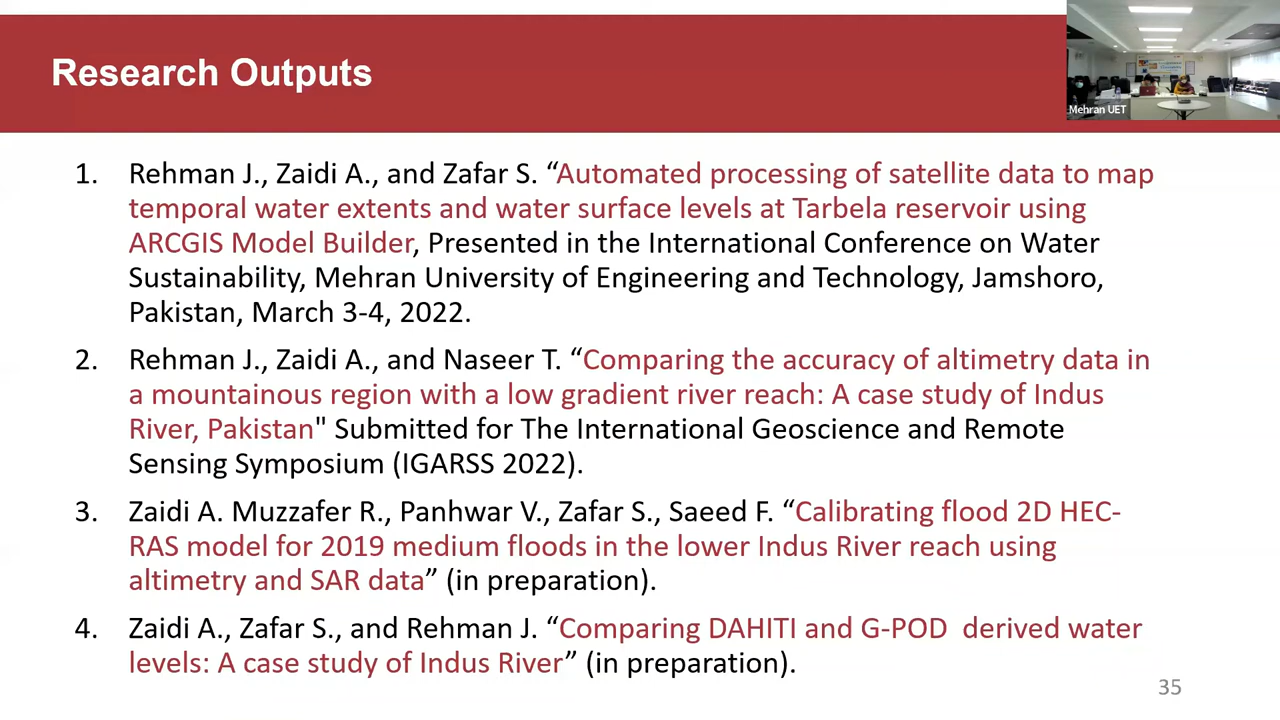 Research Outputs
Mehran UET
1. Rehman J., Zaidi A., and Zafar S. “Automated processing of satellite data to map
temporal water extents and water surface levels at Tarbela reservoir using
ARCGIS Model Builder, Presented in the International Conference on Water
Sustainability, Mehran University of Engineering and Technology, Jamshoro,
Pakistan, March 3-4, 2022.
2. Rehman J., Zaidi A., and Naseer T. “Comparing the accuracy of altimetry data in
a mountainous region with a low gradient river reach: A case study of Indus
River, Pakistan" Submitted for The International Geoscience and Remote
Sensing Symposium (IGARSS 2022).
3. Zaidi A. Muzzafer R., Panhwar V., Zafar S., Saeed F. “Calibrating flood 2D HEC-
RAS model for 2019 medium floods in the lower Indus River reach using
altimetry and SAR data” (in preparation).
4. Zaidi A., Zafar S., and Rehman J. “Comparing DAHITI and G-POD  derived water
levels: A case study of Indus River” (in preparation).
35